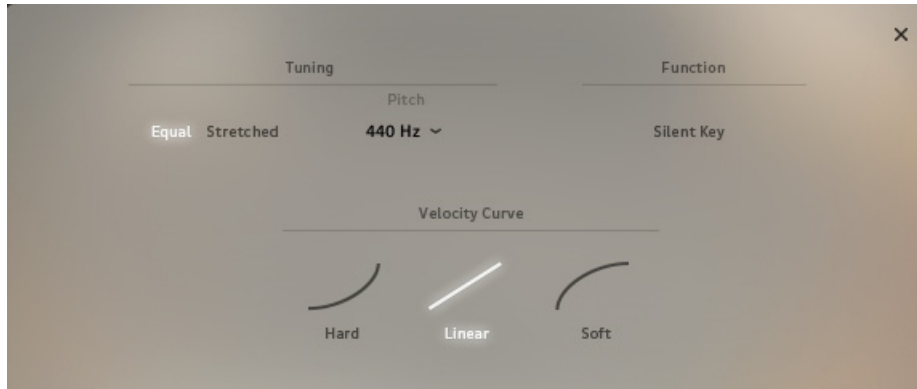 Tuning
Function
Pitch
Equal Stretched
440 Hz
Silent Key
Velocity Curve
Hard
Linear
Soft